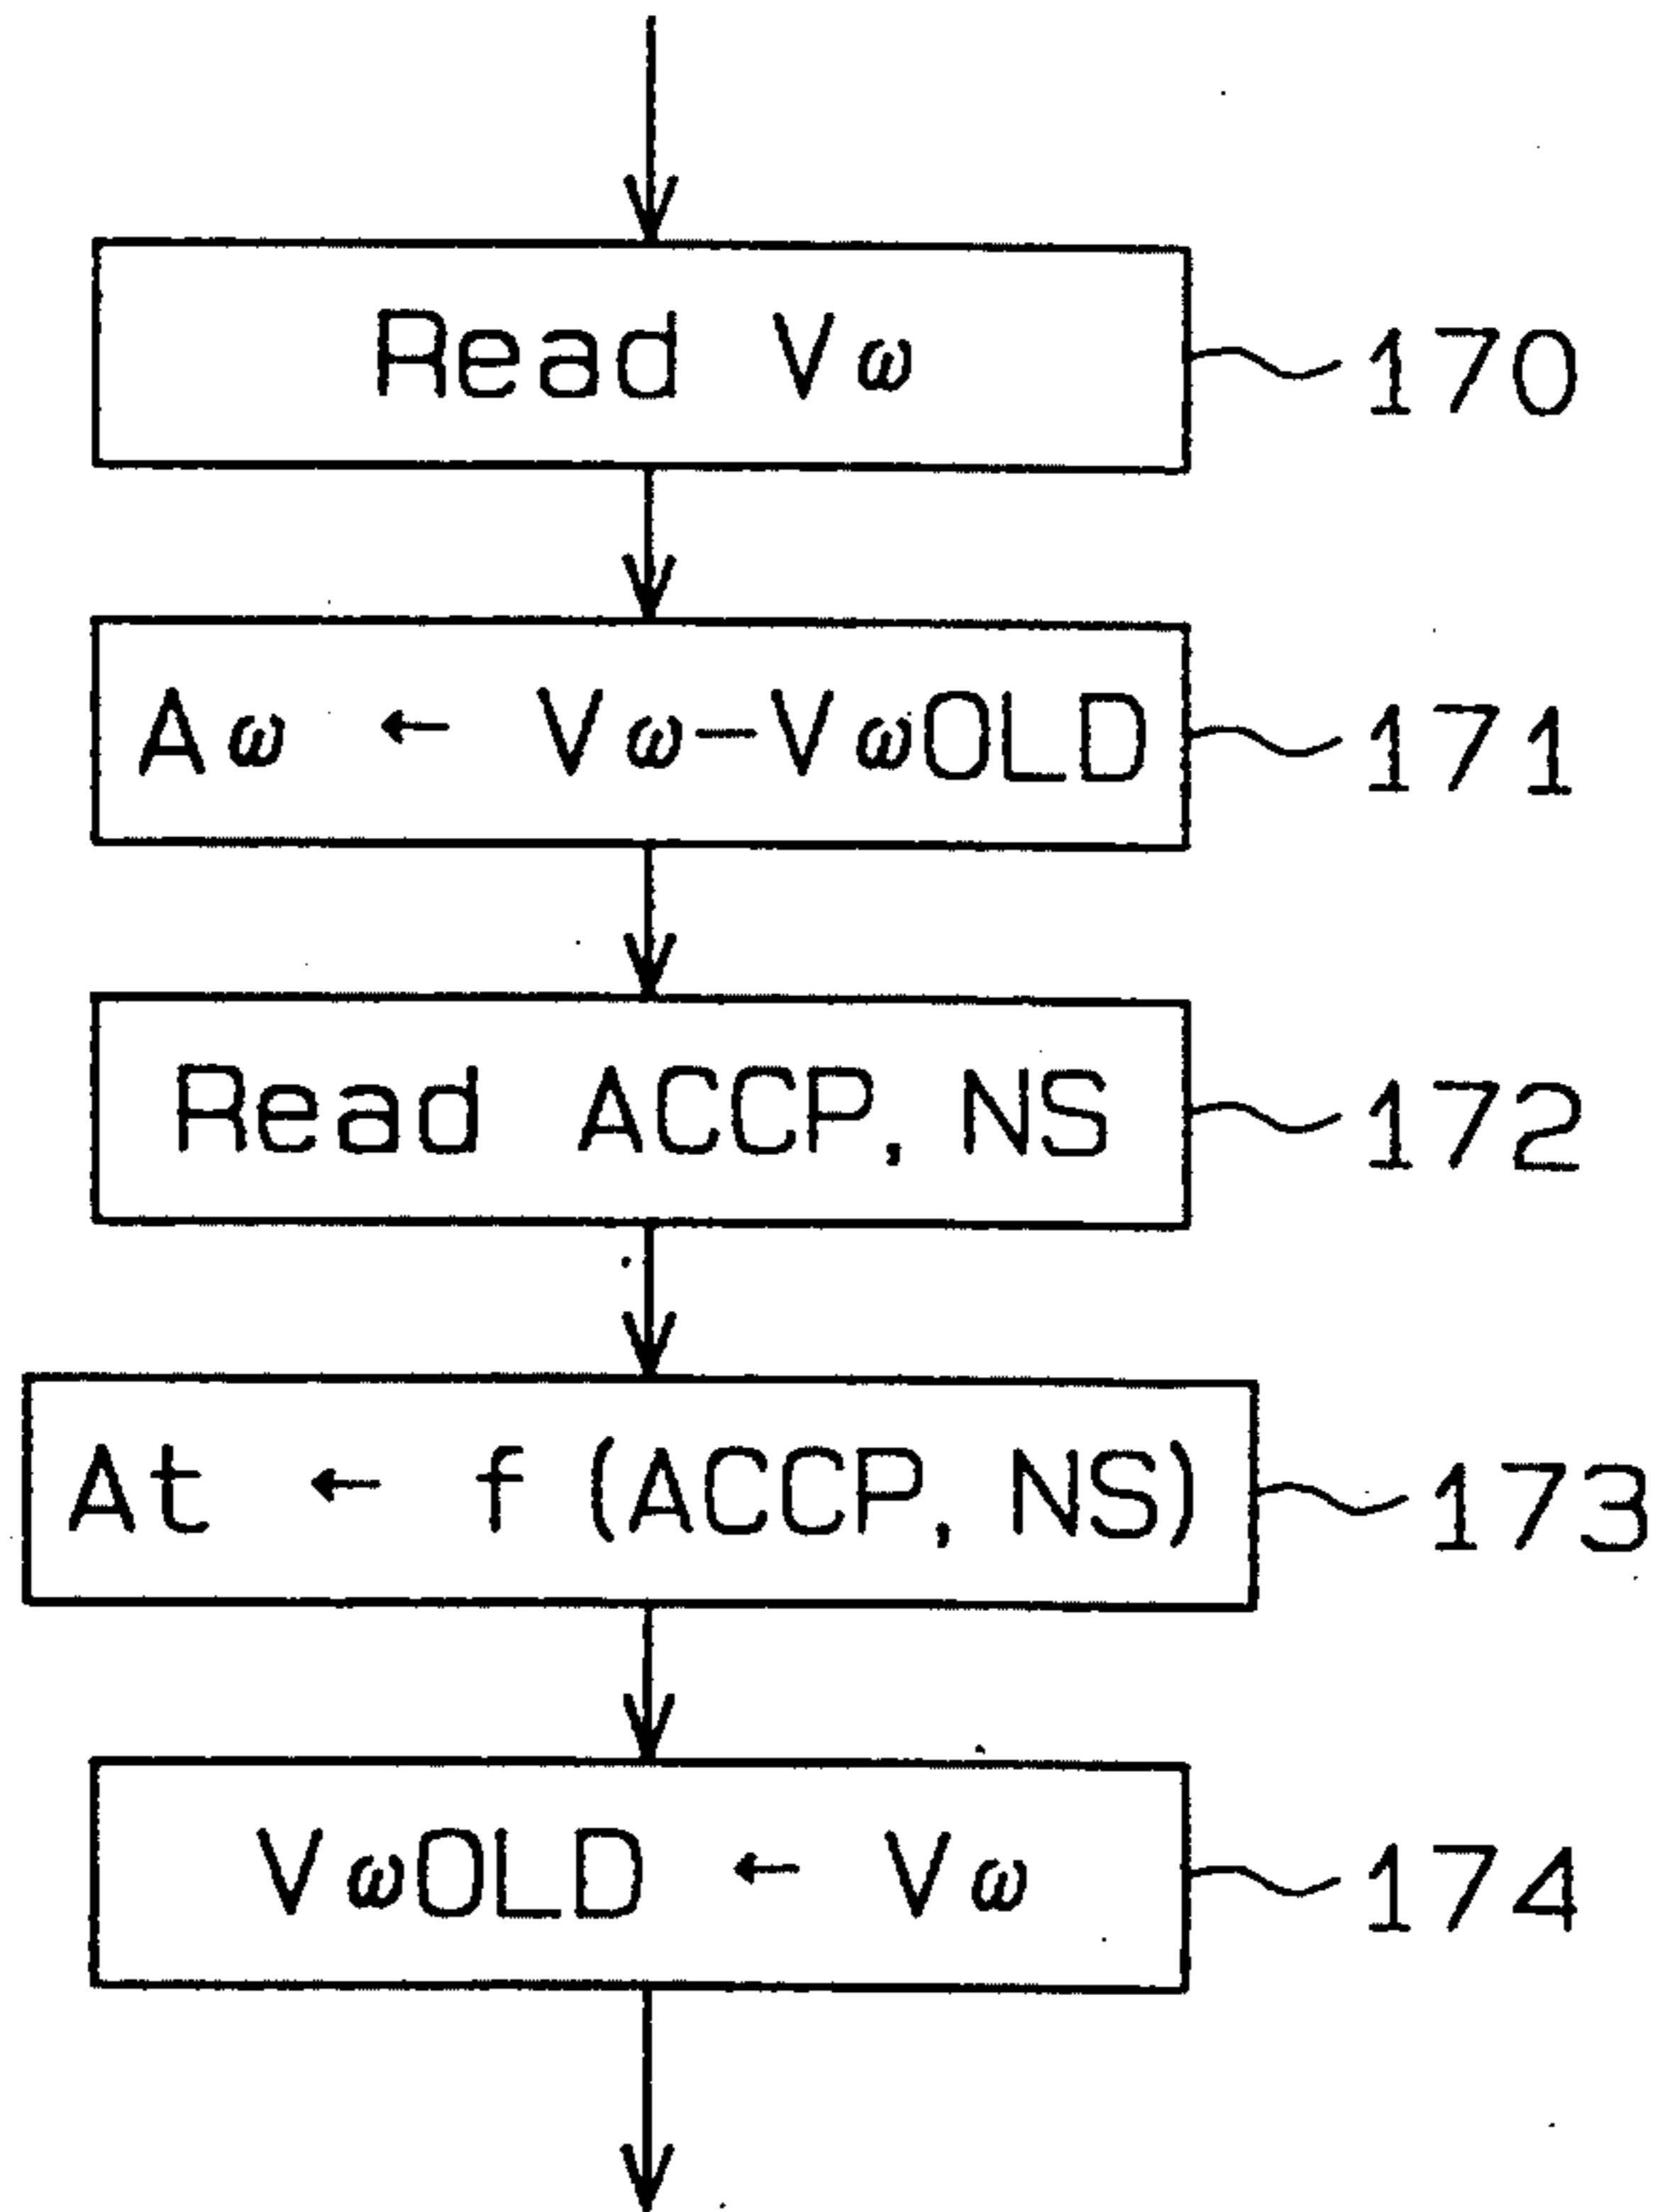 Read Vω 170
Aω ← Vω-VωOLD 171
Read ACCP, NS 172
At ← f (ACCP, NS) 173
VωOLD ← Vω 174